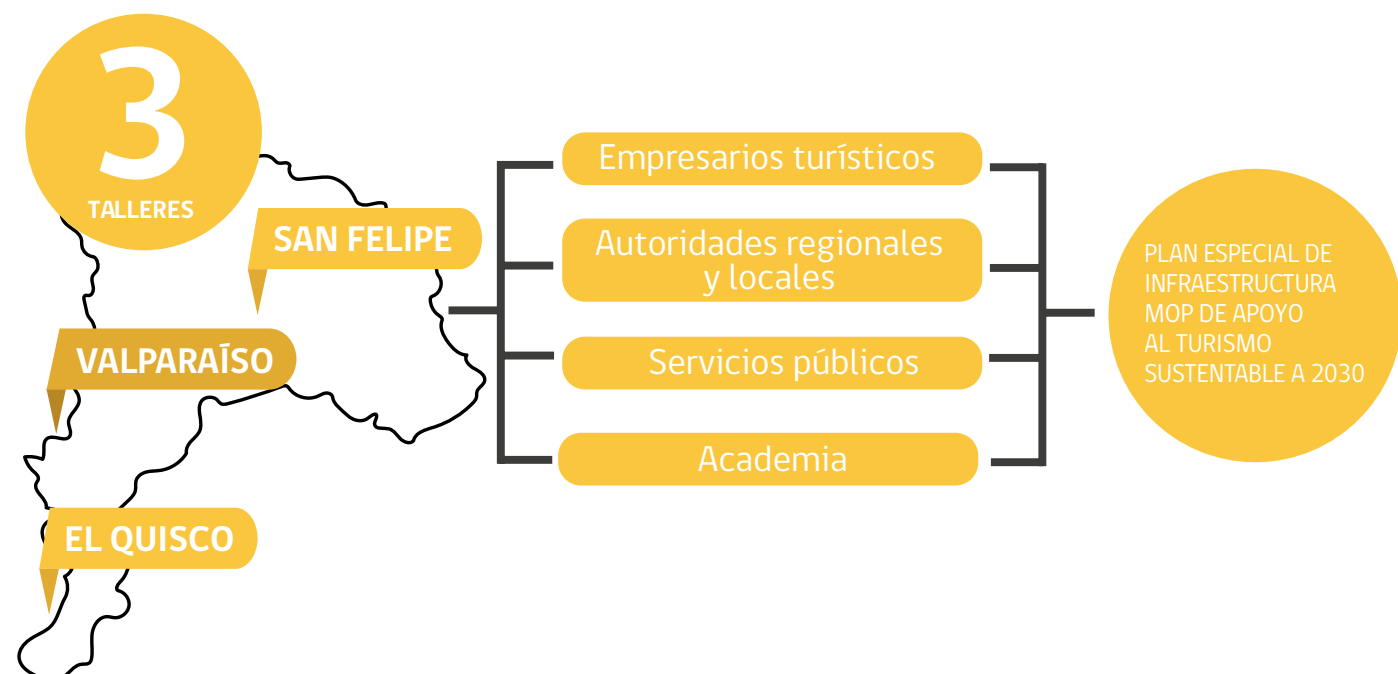 3
TALLERES
SAN FELIPE
VALPARAÍSO
EL QUISCO
Empresarios turísticos
Autoridades regionales
y locales
Servicios públicos
Academia
PLAN ESPECIAL DE
INFRAESTRUCTURA
MOP DE APOYO
AL TURISMO
SUSTENTABLE A 2030